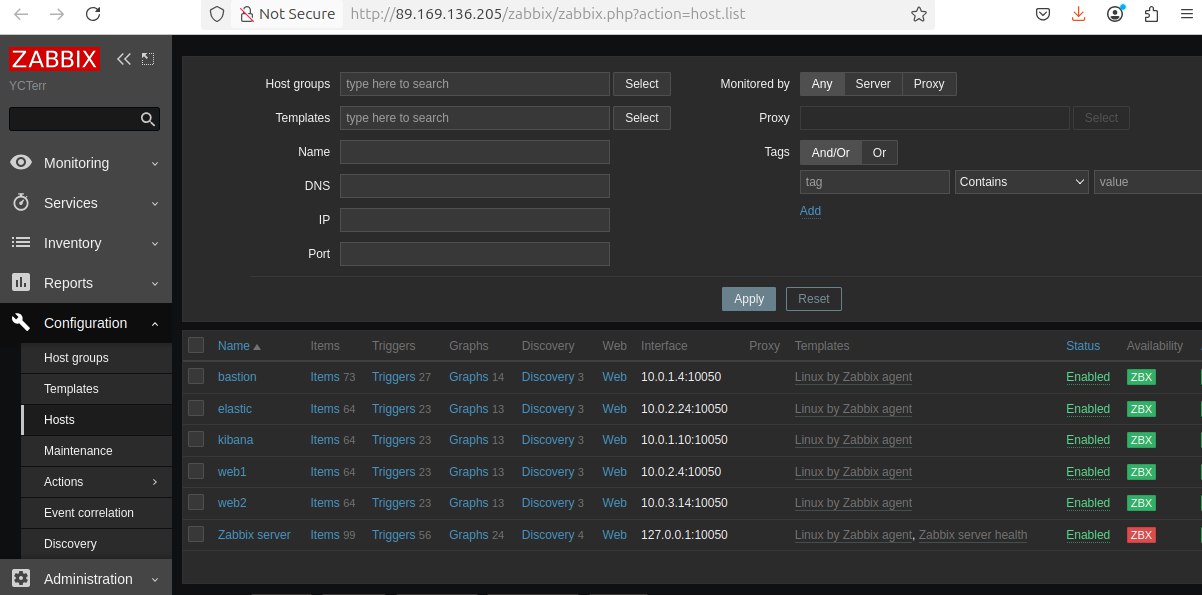 Not Secure http://89.169.136.205/zabbix/zabbix.php?action=host.list
ZABBIX
YCTerr
Monitoring
Services
Inventory
Reports
Configuration
Host groups
Templates
Hosts
Maintenance
Actions
Event correlation
Discovery
Administration
Host groups type here to search Select Monitored by Any Server Proxy
Templates type here to search Select Proxy Select
Name Tags And/Or Or
DNS tag Contains value
IP Add
Port
Apply Reset
Name Items Triggers Graphs Discovery Web Interface Proxy Templates Status Availability
bastion Items 73 Triggers 27 Graphs 14 Discovery 3 Web 10.0.1.4:10050 Linux by Zabbix agent Enabled ZBX
elastic Items 64 Triggers 23 Graphs 13 Discovery 3 Web 10.0.2.24:10050 Linux by Zabbix agent Enabled ZBX
kibana Items 64 Triggers 23 Graphs 13 Discovery 3 Web 10.0.1.10:10050 Linux by Zabbix agent Enabled ZBX
web1 Items 64 Triggers 23 Graphs 13 Discovery 3 Web 10.0.2.4:10050 Linux by Zabbix agent Enabled ZBX
web2 Items 64 Triggers 23 Graphs 13 Discovery 3 Web 10.0.3.14:10050 Linux by Zabbix agent Enabled ZBX
Zabbix server Items 99 Triggers 56 Graphs 24 Discovery 4 Web 127.0.0.1:10050 Linux by Zabbix agent, Zabbix server health Enabled ZBX